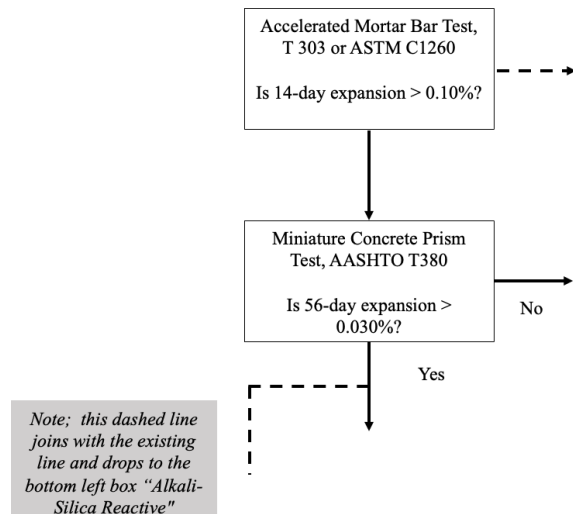 Accelerated Mortar Bar Test,
T 303 or ASTM C1260
Is 14-day expansion > 0.10%?
Miniature Concrete Prism
Test, AASHTO T380
Is 56-day expansion >
0.030%?
No
Yes
Note;  this dashed line
joins with the existing
line and drops to the
bottom left box “Alkali-
Silica Reactive"